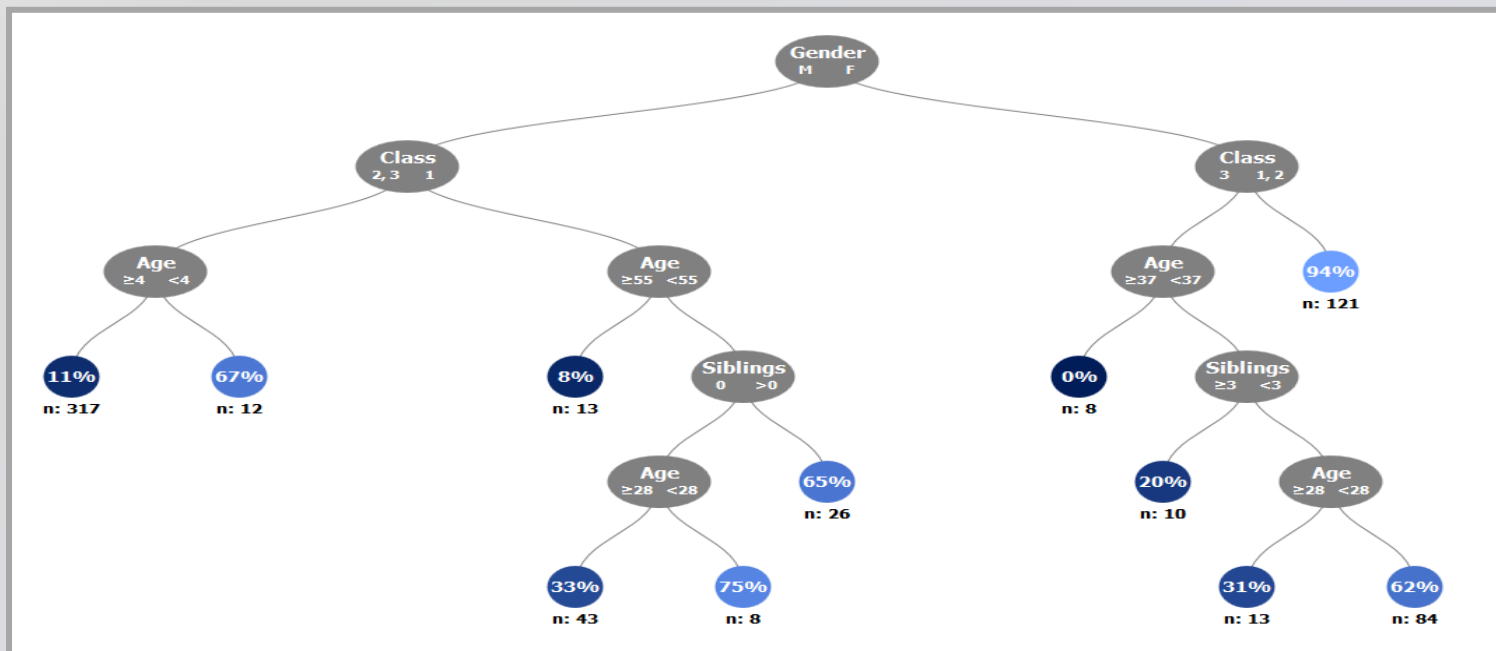 Gender
M F
Class
2, 3 1
Class
3 1, 2
Age
≥4 <4
Age
≥55 <55
Age
≥37 <37
94%
n: 121
11%
n: 317
67%
n: 12
8%
n: 13
Siblings
0 >0
0%
n: 8
Siblings
≥3 <3
Age
≥28 <28
65%
n: 26
20%
n: 10
Age
≥28 <28
33%
n: 43
75%
n: 8
31%
n: 13
62%
n: 84